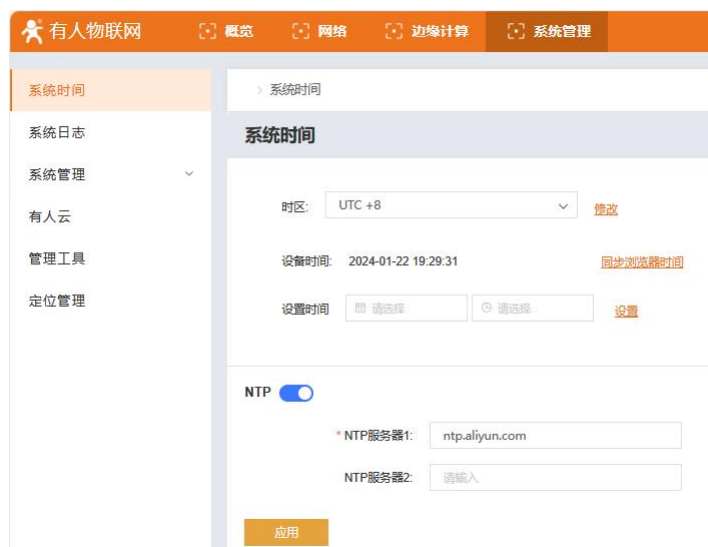 有人物联网 概览 网络 边缘计算 系统管理
系统时间
系统日志
系统管理
有人云
管理工具
定位管理
> 系统时间
系统时间
时区: UTC +8 修改
设备时间: 2024-01-22 19:29:31 同步浏览器时间
设置时间 请选择 请选择 设置
NTP
* NTP服务器1: ntp.aliyun.com
NTP服务器2: 请输入
应用